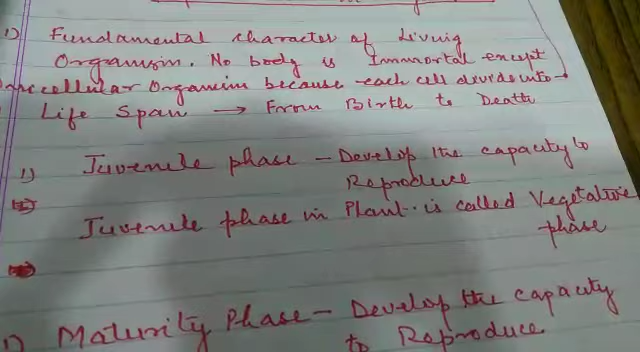 1) Fundamental character of Living
Organism. No body is Immortal except
cellular organism because each cell divide into
Life Span → From Birth to Death
1) Juvenile phase - Develop the capacity to
Reproduce
Juvenile phase in Plant. is called Vegetative
phase
1) Maturity Phase - Develop the capacity
to Reproduce